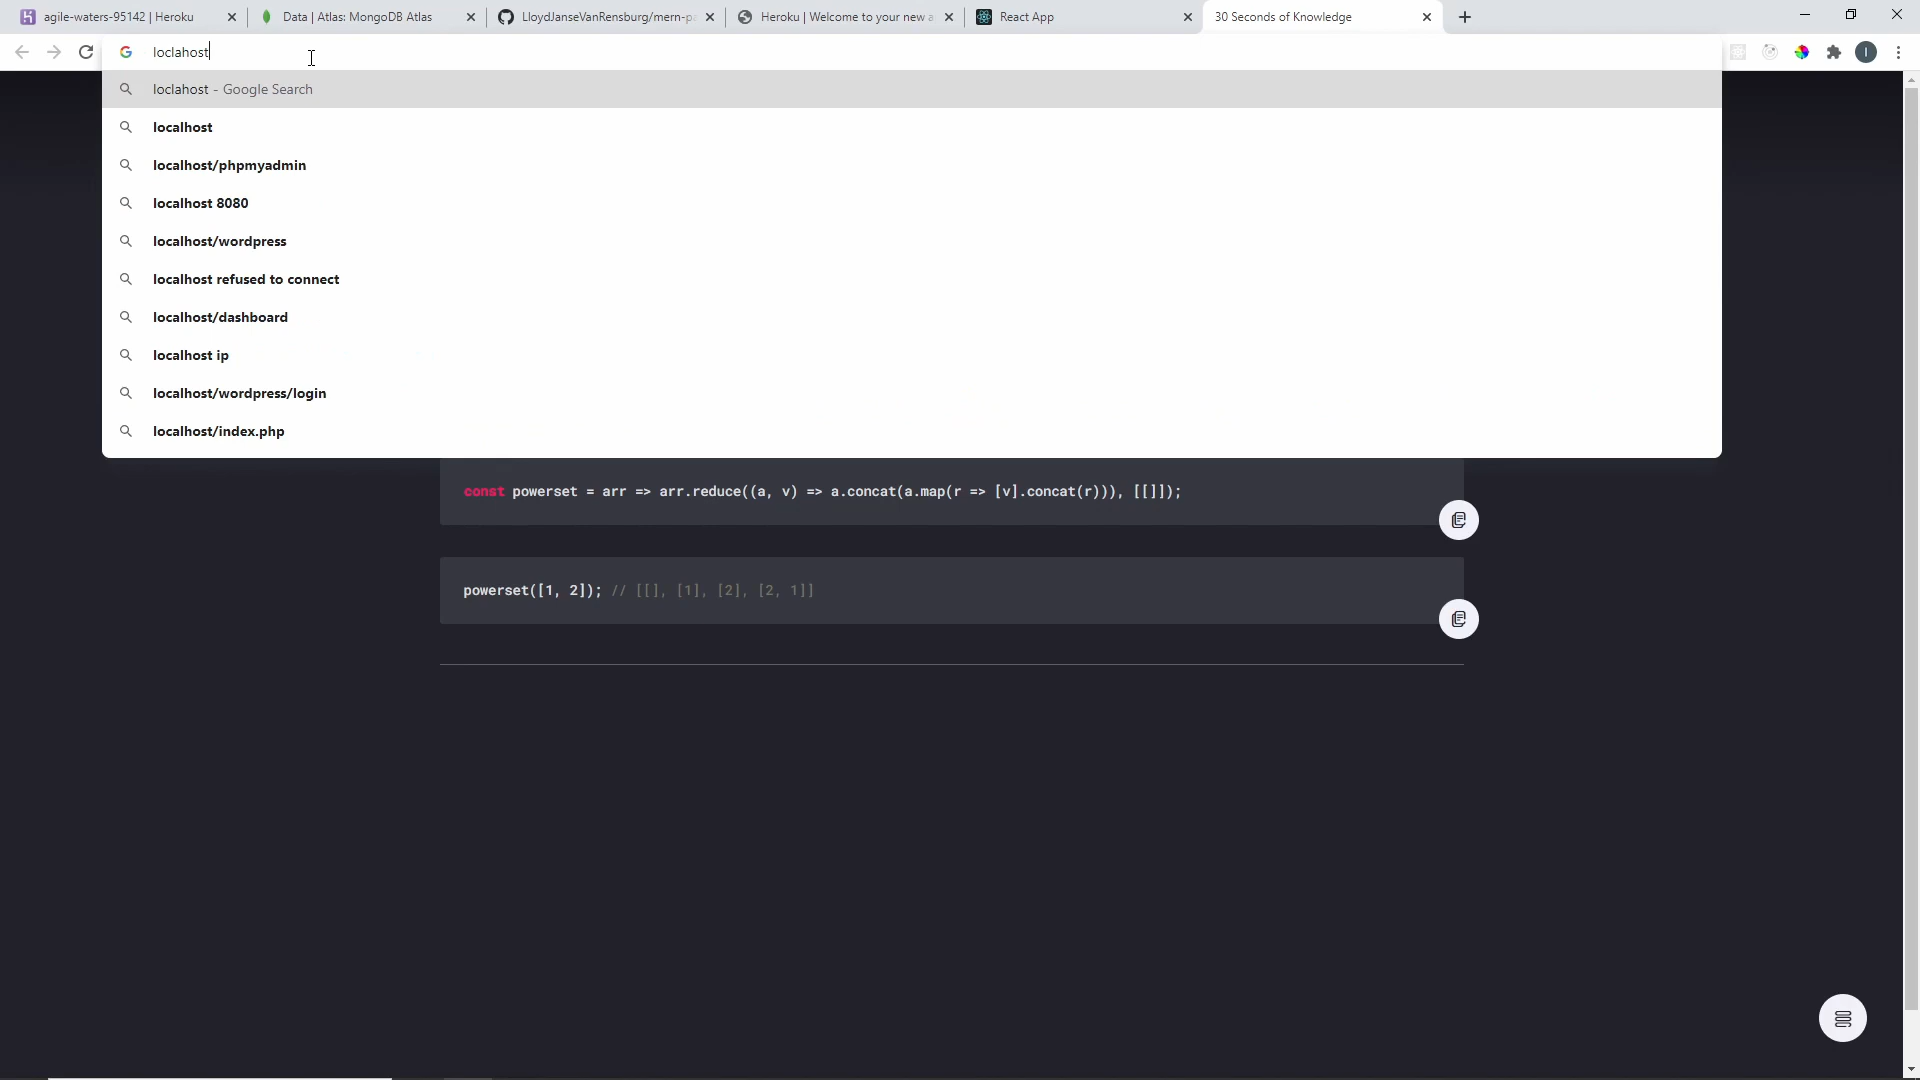 agile-waters-95142 | Heroku
Data | Atlas: MongoDB Atlas
LloydJanseVanRensburg/mern-pa
Heroku | Welcome to your new a
React App
30 Seconds of Knowledge
loclahost
I
loclahost - Google Search
localhost
localhost/phpmyadmin
localhost 8080
localhost/wordpress
localhost refused to connect
localhost/dashboard
localhost ip
localhost/wordpress/login
localhost/index.php
const powerset = arr => arr.reduce((a, v) => a.concat(a.map(r => [v].concat(r))), [[]]);
powerset([1, 2]); // [[], [1], [2], [2, 1]]